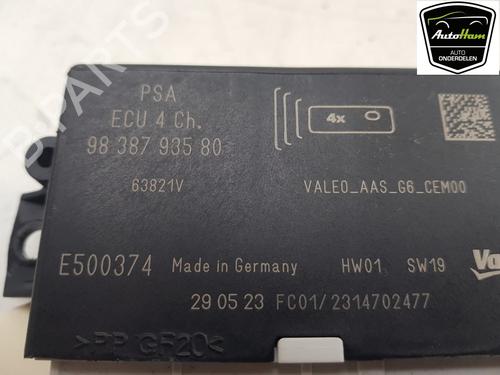 AutoHam
AUTO
ONDERDELEN
PSA
ECU 4 Ch.
4x
98 387 935 80
63821V
VALEO_AAS_G6_CEM00
E500374
Made in Germany
HW01
SW19
29 05 23
FC01/2314702477
>PP GF20<
B-PARTS